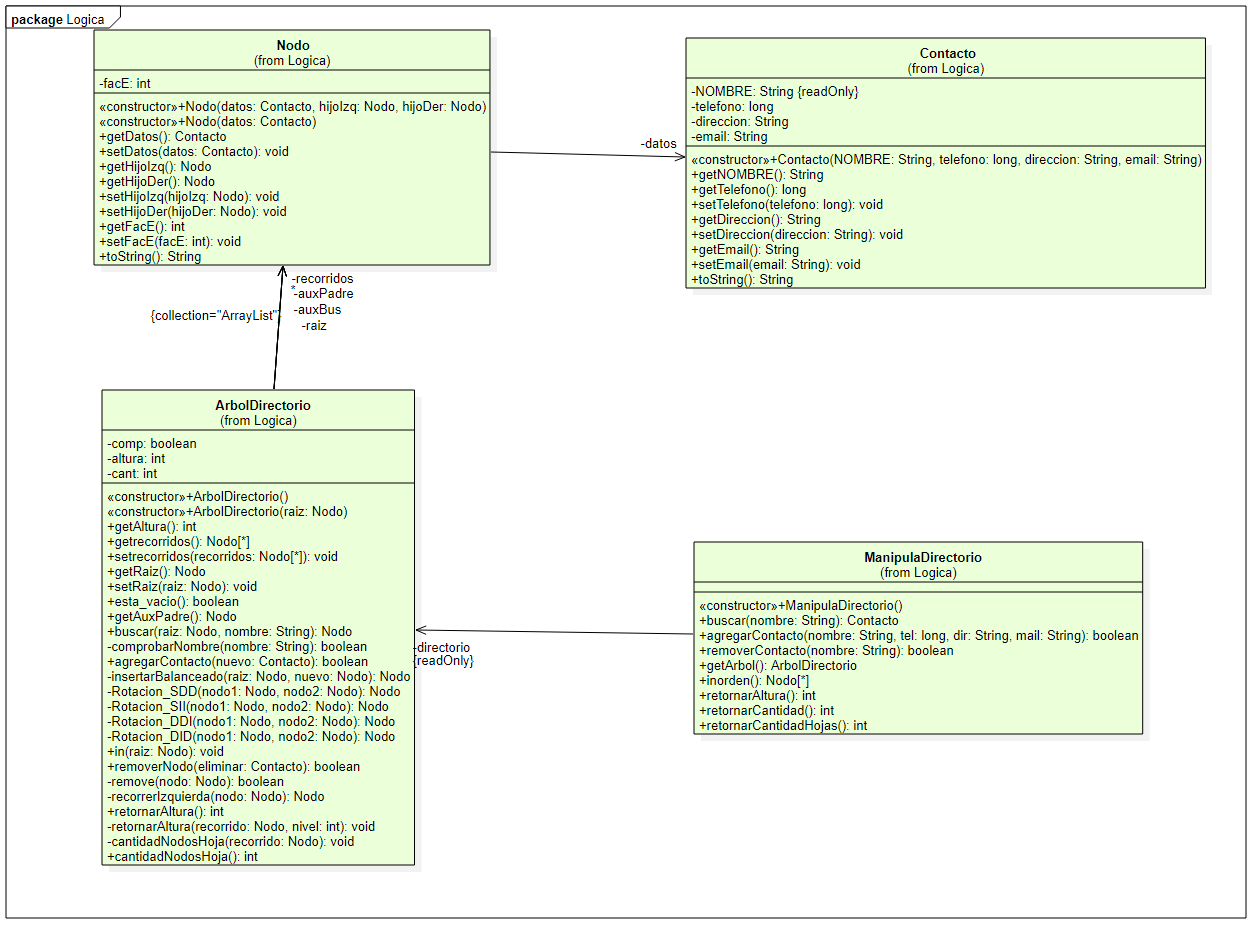 package Logica
Nodo
(from Logica)
-facE: int
«constructor»+Nodo(datos: Contacto, hijoIzq: Nodo, hijoDer: Nodo)
«constructor»+Nodo(datos: Contacto)
+getDatos(): Contacto
+setDatos(datos: Contacto): void
+getHijoIzq(): Nodo
+getHijoDer(): Nodo
+setHijoIzq(hijoIzq: Nodo): void
+setHijoDer(hijoDer: Nodo): void
+getFacE(): int
+setFacE(facE: int): void
+toString(): String
-datos
Contacto
(from Logica)
-NOMBRE: String {readOnly}
-telefono: long
-direccion: String
-email: String
«constructor»+Contacto(NOMBRE: String, telefono: long, direccion: String, email: String)
+getNOMBRE(): String
+getTelefono(): long
+setTelefono(telefono: long): void
+getDireccion(): String
+setDireccion(direccion: String): void
+getEmail(): String
+setEmail(email: String): void
+toString(): String
-recorridos
*
-auxPadre
-auxBus
-raiz
{collection="ArrayList"}
ArbolDirectorio
(from Logica)
-comp: boolean
-altura: int
-cant: int
«constructor»+ArbolDirectorio()
«constructor»+ArbolDirectorio(raiz: Nodo)
+getAltura(): int
+getrecorridos(): Nodo[*]
+setrecorridos(recorridos: Nodo[*]): void
+getRaiz(): Nodo
+setRaiz(raiz: Nodo): void
+esta_vacio(): boolean
+getAuxPadre(): Nodo
+buscar(raiz: Nodo, nombre: String): Nodo
-comprobarNombre(nombre: String): boolean
+agregarContacto(nuevo: Contacto): boolean
-insertarBalanceado(raiz: Nodo, nuevo: Nodo): Nodo
-Rotacion_SDD(nodo1: Nodo, nodo2: Nodo): Nodo
-Rotacion_SII(nodo1: Nodo, nodo2: Nodo): Nodo
-Rotacion_DDI(nodo1: Nodo, nodo2: Nodo): Nodo
-Rotacion_DID(nodo1: Nodo, nodo2: Nodo): Nodo
+in(raiz: Nodo): void
+removerNodo(eliminar: Contacto): boolean
-remove(nodo: Nodo): boolean
-recorrerIzquierda(nodo: Nodo): Nodo
+retornarAltura(): int
-retornarAltura(recorrido: Nodo, nivel: int): void
-cantidadNodosHoja(recorrido: Nodo): void
+cantidadNodosHoja(): int
-directorio
{readOnly}
ManipulaDirectorio
(from Logica)
«constructor»+ManipulaDirectorio()
+buscar(nombre: String): Contacto
+agregarContacto(nombre: String, tel: long, dir: String, mail: String): boolean
+removerContacto(nombre: String): boolean
+getArbol(): ArbolDirectorio
+inorden(): Nodo[*]
+retornarAltura(): int
+retornarCantidad(): int
+retornarCantidadHojas(): int